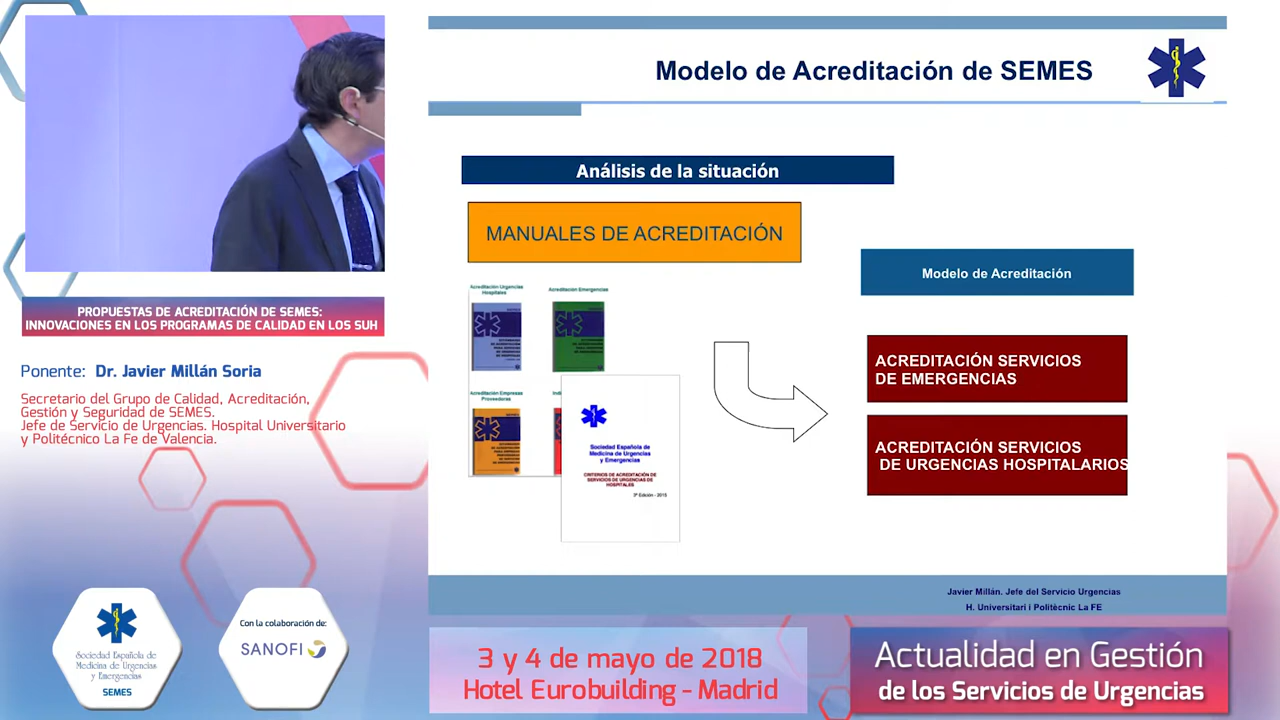 PROPUESTAS DE ACREDITACIÓN DE SEMES:
INNOVACIONES EN LOS PROGRAMAS DE CALIDAD EN LOS SUH
Ponente: Dr. Javier Millán Soria
Secretario del Grupo de Calidad, Acreditación,
Gestión y Seguridad de SEMES.
Jefe de Servicio de Urgencias. Hospital Universitario
y Politécnico La Fe de Valencia.
Sociedad Española de
Medicina de Urgencias
y Emergencias
SEMES
Con la colaboración de:
SANOFI
Modelo de Acreditación de SEMES
Análisis de la situación
MANUALES DE ACREDITACIÓN
Acreditación Urgencias
Hospitales
Acreditación Emergencias
Acreditación Empresas
Proveedoras
Sociedad Española de
Medicina de Urgencias
y Emergencias
CRITERIOS DE ACREDITACIÓN DE
SERVICIOS DE URGENCIAS DE
HOSPITALES
3ª Edición - 2015
Modelo de Acreditación
ACREDITACIÓN SERVICIOS
DE EMERGENCIAS
ACREDITACIÓN SERVICIOS
DE URGENCIAS HOSPITALARIOS
Javier Millán. Jefe del Servicio Urgencias
H. Universitari i Politècnic La FE
3 y 4 de mayo de 2018
Hotel Eurobuilding - Madrid
Actualidad en Gestión
de los Servicios de Urgencias